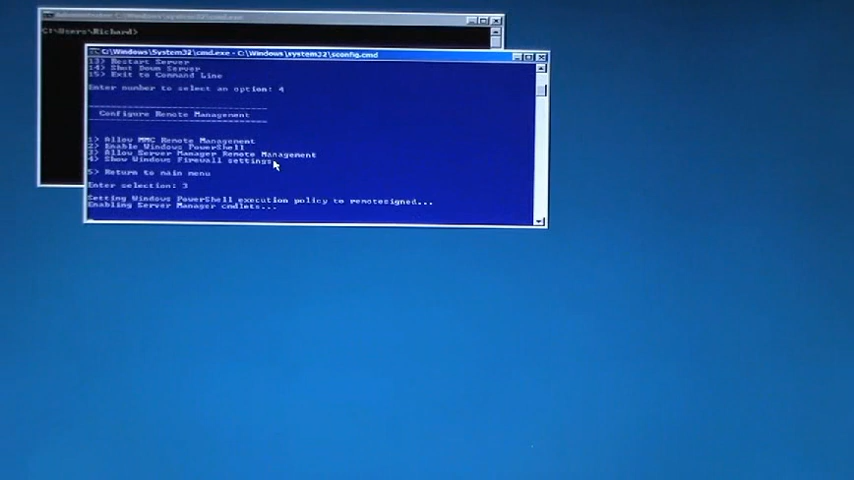 Administrator: C:\Windows\system32\cmd.exe
C:\Users\Richard>
C:\Windows\System32\cmd.exe - C:\Windows\system32\sconfig.cmd
13) Restart Server
14) Shut Down Server
15) Exit to Command Line
Enter number to select an option: 4
Configure Remote Management
1) Allow MMC Remote Management
2) Enable Windows PowerShell
3) Allow Server Manager Remote Management
4) Show Windows Firewall settings
5) Return to main menu
Enter selection: 3
Setting Windows PowerShell execution policy to remotesigned...
Enabling Server Manager cmdlets...